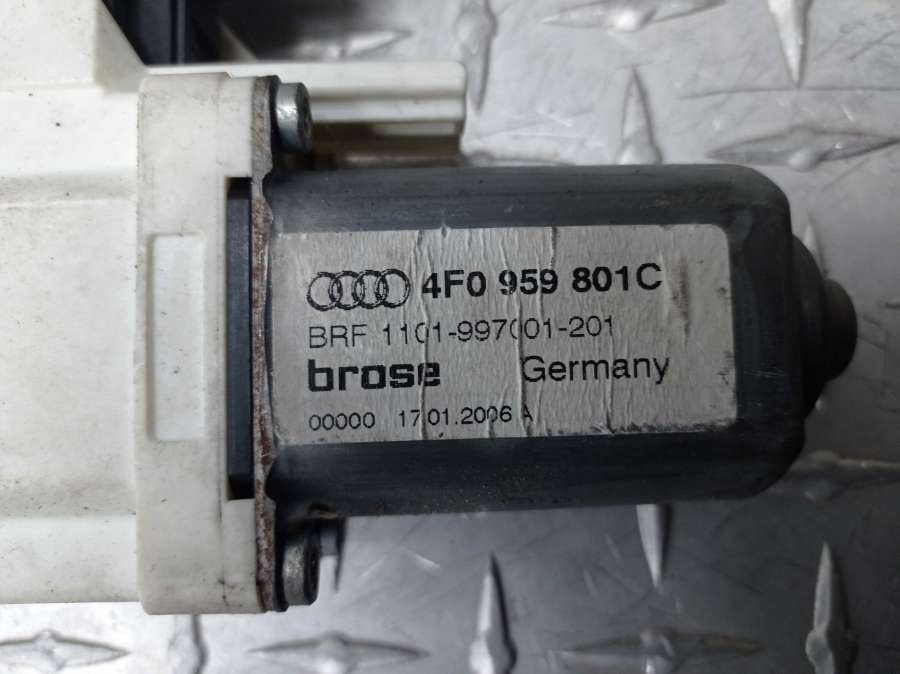 4F0 959 801C
BRF 1101-997001-201
brose Germany
00000 17.01.2006 A